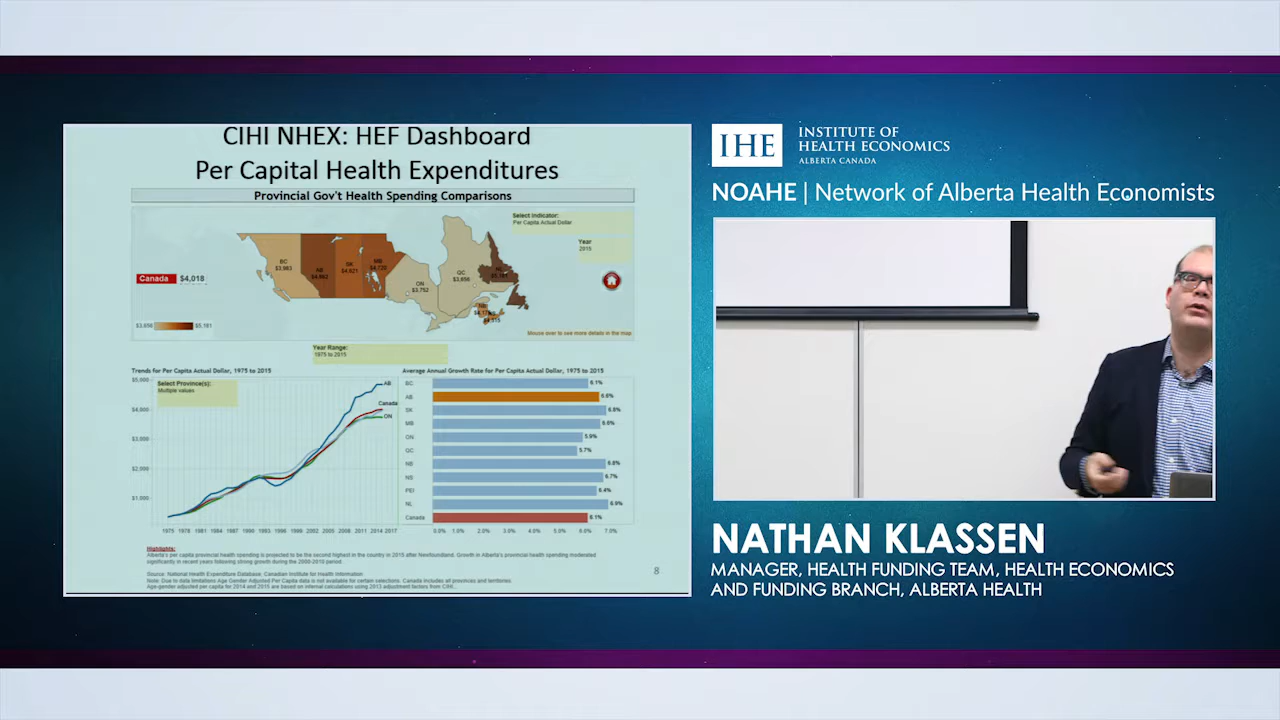 CIHI NHEX: HEF Dashboard
Per Capital Health Expenditures
Provincial Gov't Health Spending Comparisons
Select Indicator:
Per Capita Actual Dollar
Year
2015
Canada $4,018
BC
$3,983
AB
SK
$4,621
MB
$4,720
ON
$3,752
QC
$3,656
NL
NB
$3,656 $5,191
Mouse over to see more details in the map
Year Range:
1975 to 2015
Trends for Per Capita Actual Dollar, 1975 to 2015
Select Province(s):
Multiple values
$5,000
$4,000
$3,000
$2,000
$1,000
AB
Canada
ON
1975 1978 1981 1984 1987 1990 1993 1996 1999 2002 2005 2008 2011 2014 2017
Average Annual Growth Rate for Per Capita Actual Dollar, 1975 to 2015
BC 6.1%
AB 6.6%
SK 6.8%
MB 6.6%
ON 5.9%
QC 5.7%
NB 6.8%
NS 6.7%
PEI 6.4%
NL 6.9%
Canada 6.1%
0.0% 1.0% 2.0% 3.0% 4.0% 5.0% 6.0% 7.0%
Highlights:
Alberta's per capita provincial health spending is projected to be the second highest in the country in 2015 after Newfoundland. Growth in Alberta's provincial health spending moderated
significantly in recent years following strong growth during the 2000-2010 period.
Source: National Health Expenditure Database, Canadian Institute for Health Information
Note: Due to data limitations Age Gender Adjusted Per Capita data is not available for certain selections. Canada includes all provinces and territories.
Age-gender adjusted per capita for 2014 and 2015 are based on internal calculations using 2013 adjustment factors from CIHI.
8
IHE
INSTITUTE OF
HEALTH ECONOMICS
ALBERTA CANADA
NOAHE | Network of Alberta Health Economists
NATHAN KLASSEN
MANAGER, HEALTH FUNDING TEAM, HEALTH ECONOMICS
AND FUNDING BRANCH, ALBERTA HEALTH